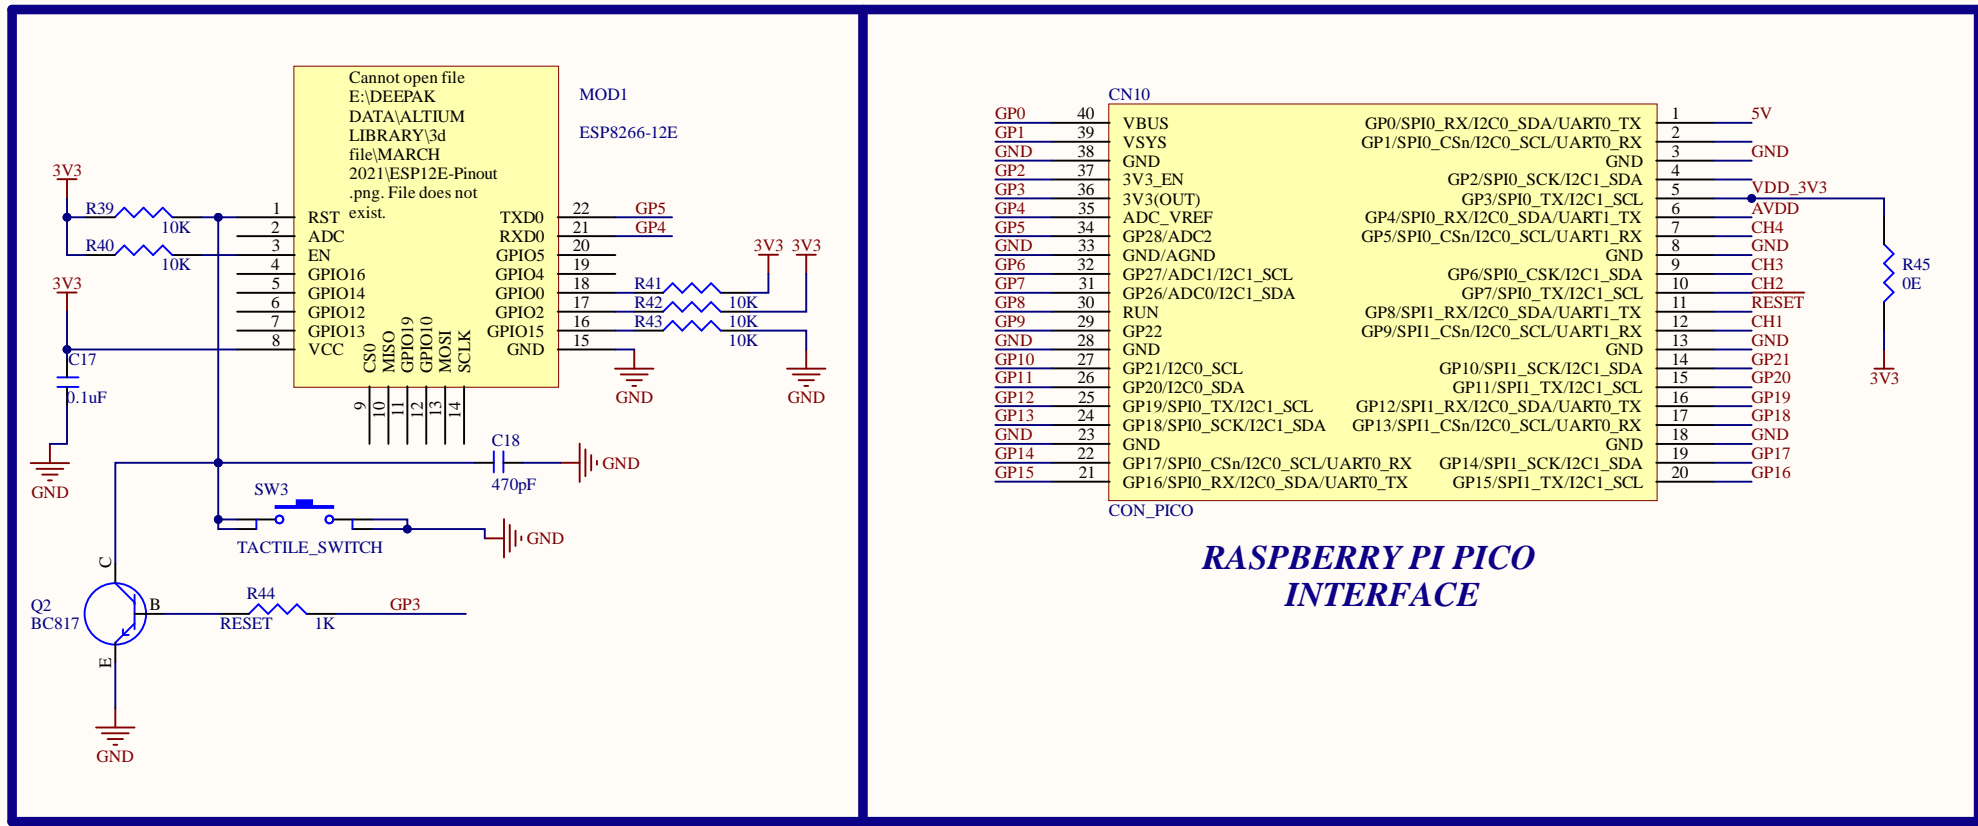 Cannot open file
E:\DEEPAK
DATA\ALTIUM
LIBRARY\3d
file\MARCH
2021\ESP12E-Pinout
.png. File does not
exist.
MOD1
ESP8266-12E
3V3
R39
10K
R40
10K
3V3
C17
0.1uF
GND
1 RST
2 ADC
3 EN
4 GPIO16
5 GPIO14
6 GPIO12
7 GPIO13
8 VCC
TXD0 22 GP5
RXD0 21 GP4
GPIO5 20
GPIO4 19
GPIO0 18
GPIO2 17
GPIO15 16
GND 15
CS0 9
MISO 10
GPIO19 11
GPIO10 12
MOSI 13
SCLK 14
3V3 3V3
R41
10K
R42
10K
R43
10K
GND
GND
C18
470pF
GND
SW3
TACTILE_SWITCH
GND
Q2
BC817
C
B
E
R44
RESET
1K
GP3
GND
CN10
GP0 40 VBUS
GP1 39 VSYS
GND 38 GND
GP2 37 3V3_EN
GP3 36 3V3(OUT)
GP4 35 ADC_VREF
GP5 34 GP28/ADC2
GND 33 GND/AGND
GP6 32 GP27/ADC1/I2C1_SCL
GP7 31 GP26/ADC0/I2C1_SDA
GP8 30 RUN
GP9 29 GP22
GND 28 GND
GP10 27 GP21/I2C0_SCL
GP11 26 GP20/I2C0_SDA
GP12 25 GP19/SPI0_TX/I2C1_SCL
GP13 24 GP18/SPI0_SCK/I2C1_SDA
GND 23 GND
GP14 22 GP17/SPI0_CSn/I2C0_SCL/UART0_RX
GP15 21 GP16/SPI0_RX/I2C0_SDA/UART0_TX
GP0/SPI0_RX/I2C0_SDA/UART0_TX 1 5V
GP1/SPI0_CSn/I2C0_SCL/UART0_RX 2
GND 3 GND
GP2/SPI0_SCK/I2C1_SDA 4
GP3/SPI0_TX/I2C1_SCL 5 VDD_3V3
GP4/SPI0_RX/I2C0_SDA/UART1_TX 6 AVDD
GP5/SPI0_CSn/I2C0_SCL/UART1_RX 7 CH4
GND 8 GND
GP6/SPI0_CSK/I2C1_SDA 9 CH3
GP7/SPI0_TX/I2C1_SCL 10 CH2
GP8/SPI1_RX/I2C0_SDA/UART1_TX 11 RESET
GP9/SPI1_CSn/I2C0_SCL/UART1_RX 12 CH1
GND 13 GND
GP10/SPI1_SCK/I2C1_SDA 14 GP21
GP11/SPI1_TX/I2C1_SCL 15 GP20
GP12/SPI1_RX/I2C0_SDA/UART0_TX 16 GP19
GP13/SPI1_CSn/I2C0_SCL/UART0_RX 17 GP18
GND 18 GND
GP14/SPI1_SCK/I2C1_SDA 19 GP17
GP15/SPI1_TX/I2C1_SCL 20 GP16
CON_PICO
R45
0E
3V3
RASPBERRY PI PICO
INTERFACE